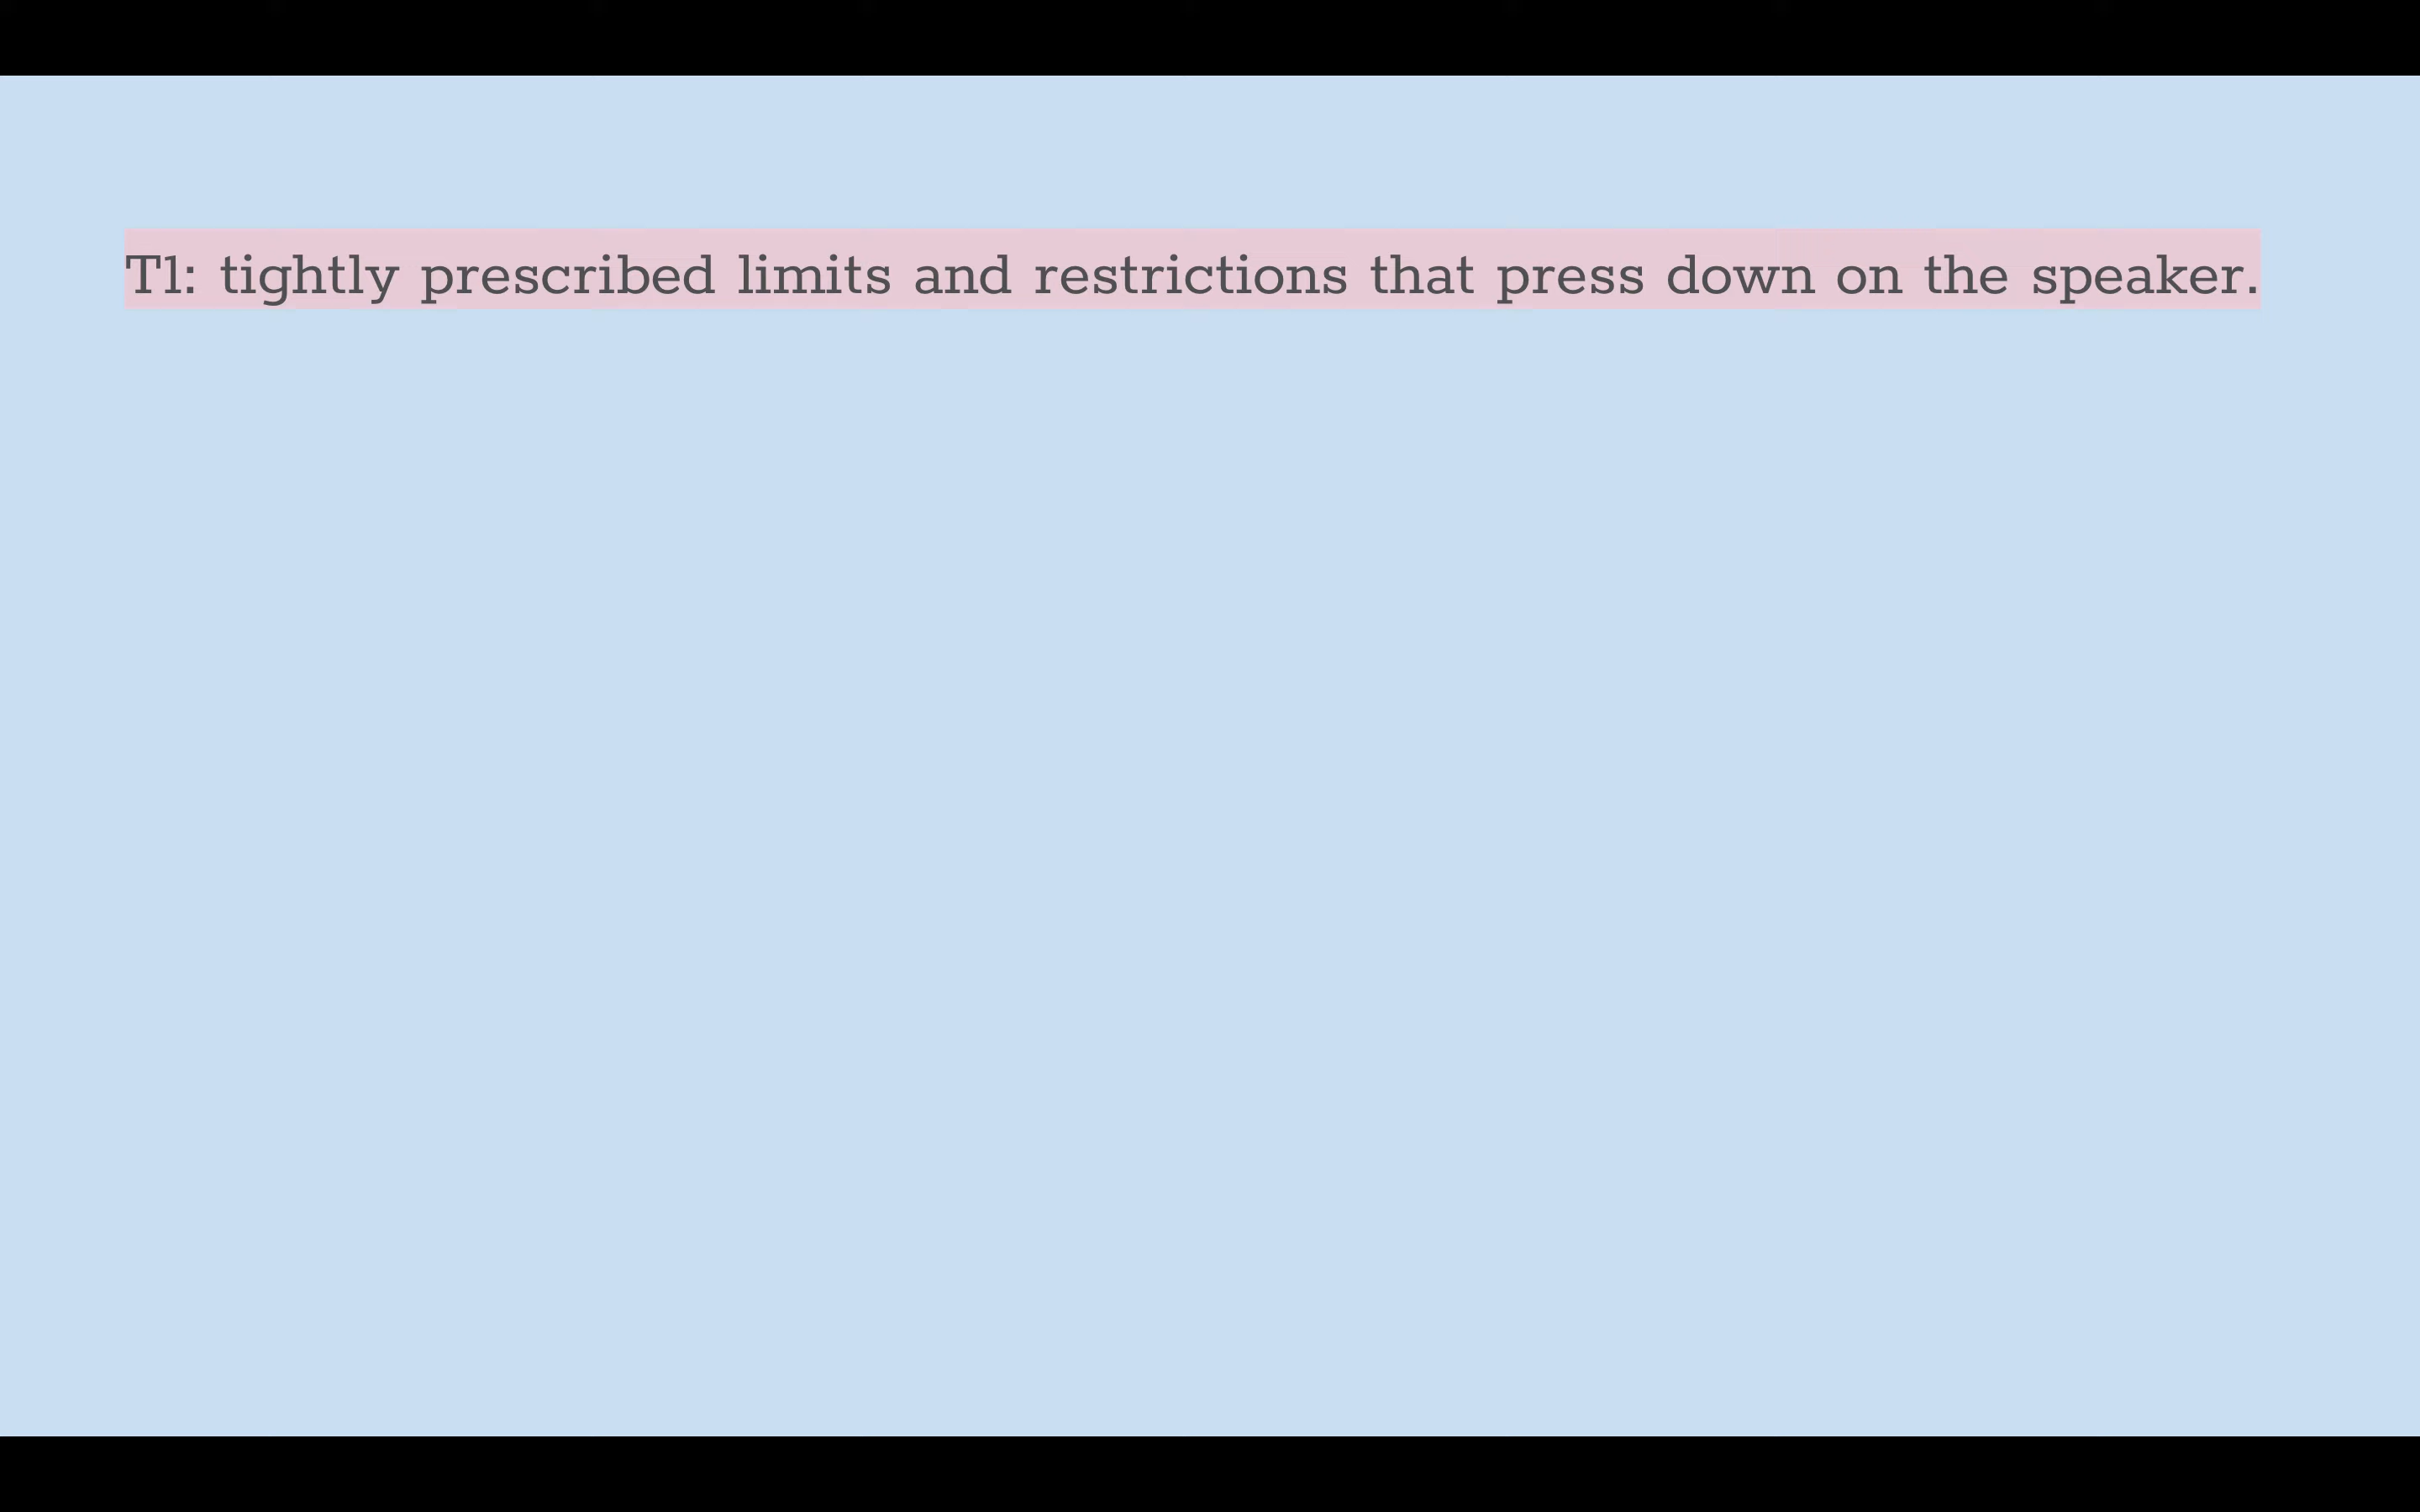 T1: tightly prescribed limits and restrictions that press down on the speaker.